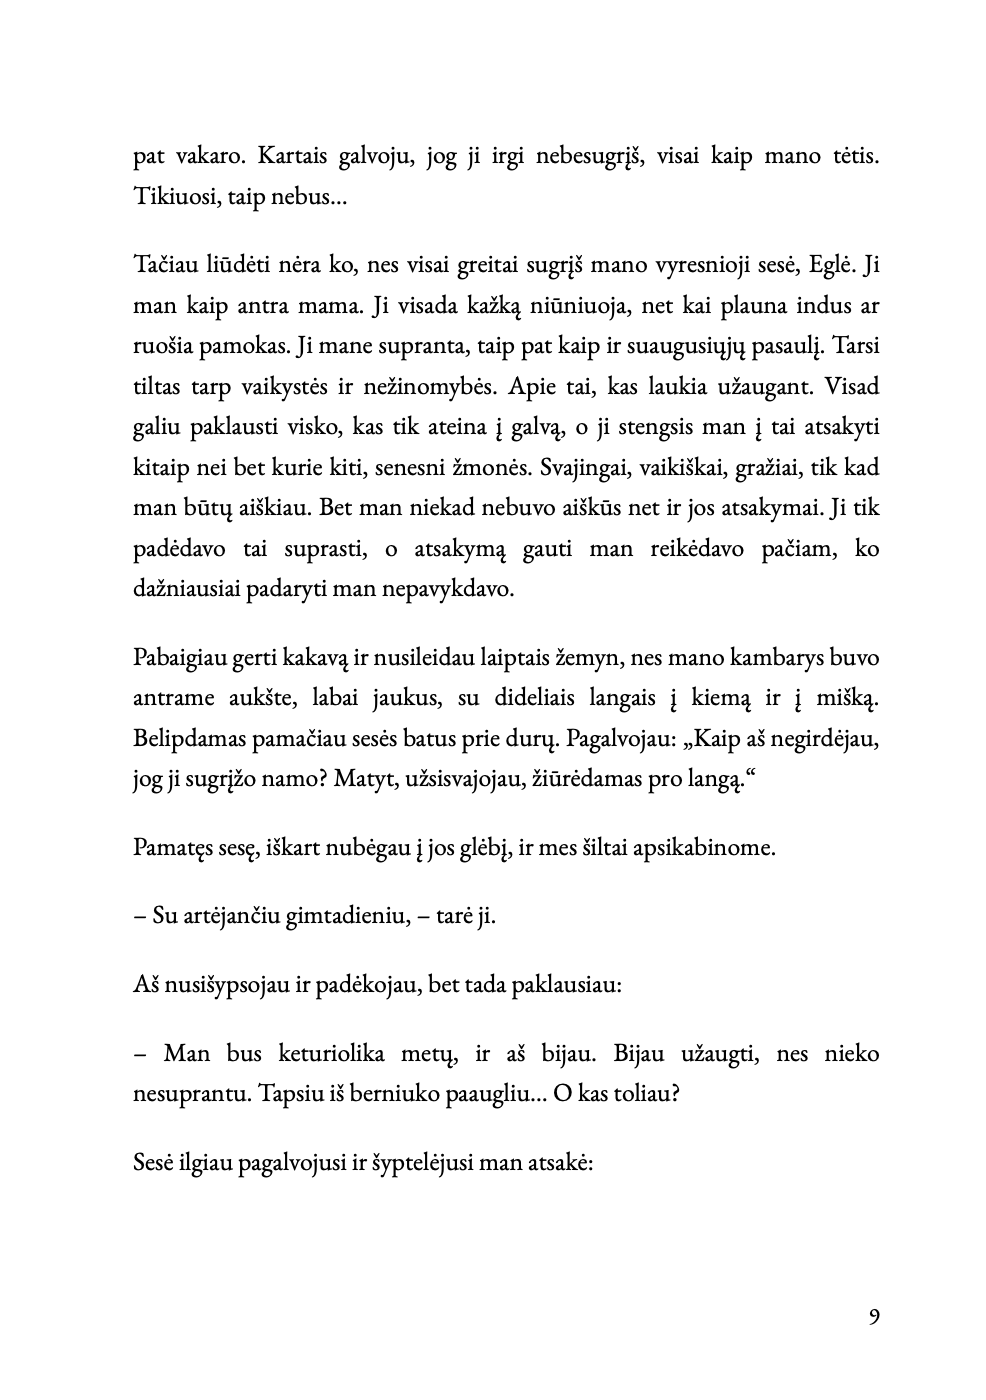 pat vakaro. Kartais galvoju, jog ji irgi nebesugrįš, visai kaip mano tėtis.
Tikiuosi, taip nebus...
Tačiau liūdėti nėra ko, nes visai greitai sugrįš mano vyresnioji sesė, Eglė. Ji
man kaip antra mama. Ji visada kažką niūniuoja, net kai plauna indus ar
ruošia pamokas. Ji mane supranta, taip pat kaip ir suaugusiųjų pasaulį. Tarsi
tiltas tarp vaikystės ir nežinomybės. Apie tai, kas laukia užaugant. Visad
galiu paklausti visko, kas tik ateina į galvą, o ji stengsis man į tai atsakyti
kitaip nei bet kurie kiti, senesni žmonės. Svajingai, vaikiškai, gražiai, tik kad
man būtų aiškiau. Bet man niekad nebuvo aiškūs net ir jos atsakymai. Ji tik
padėdavo tai suprasti, o atsakymą gauti man reikėdavo pačiam, ko
dažniausiai padaryti man nepavykdavo.
Pabaigiau gerti kakavą ir nusileidau laiptais žemyn, nes mano kambarys buvo
antrame aukšte, labai jaukus, su dideliais langais į kiemą ir į mišką.
Belipdamas pamačiau sesės batus prie durų. Pagalvojau: „Kaip aš negirdėjau,
jog ji sugrįžo namo? Matyt, užsisvajojau, žiūrėdamas pro langą.“
Pamatęs sesę, iškart nubėgau į jos glėbį, ir mes šiltai apsikabinome.
– Su artėjančiu gimtadieniu, – tarė ji.
Aš nusišypsojau ir padėkojau, bet tada paklausiau:
– Man bus keturiolika metų, ir aš bijau. Bijau užaugti, nes nieko
nesuprantu. Tapsiu iš berniuko paaugliu... O kas toliau?
Sesė ilgiau pagalvojusi ir šyptelėjusi man atsakė:
9